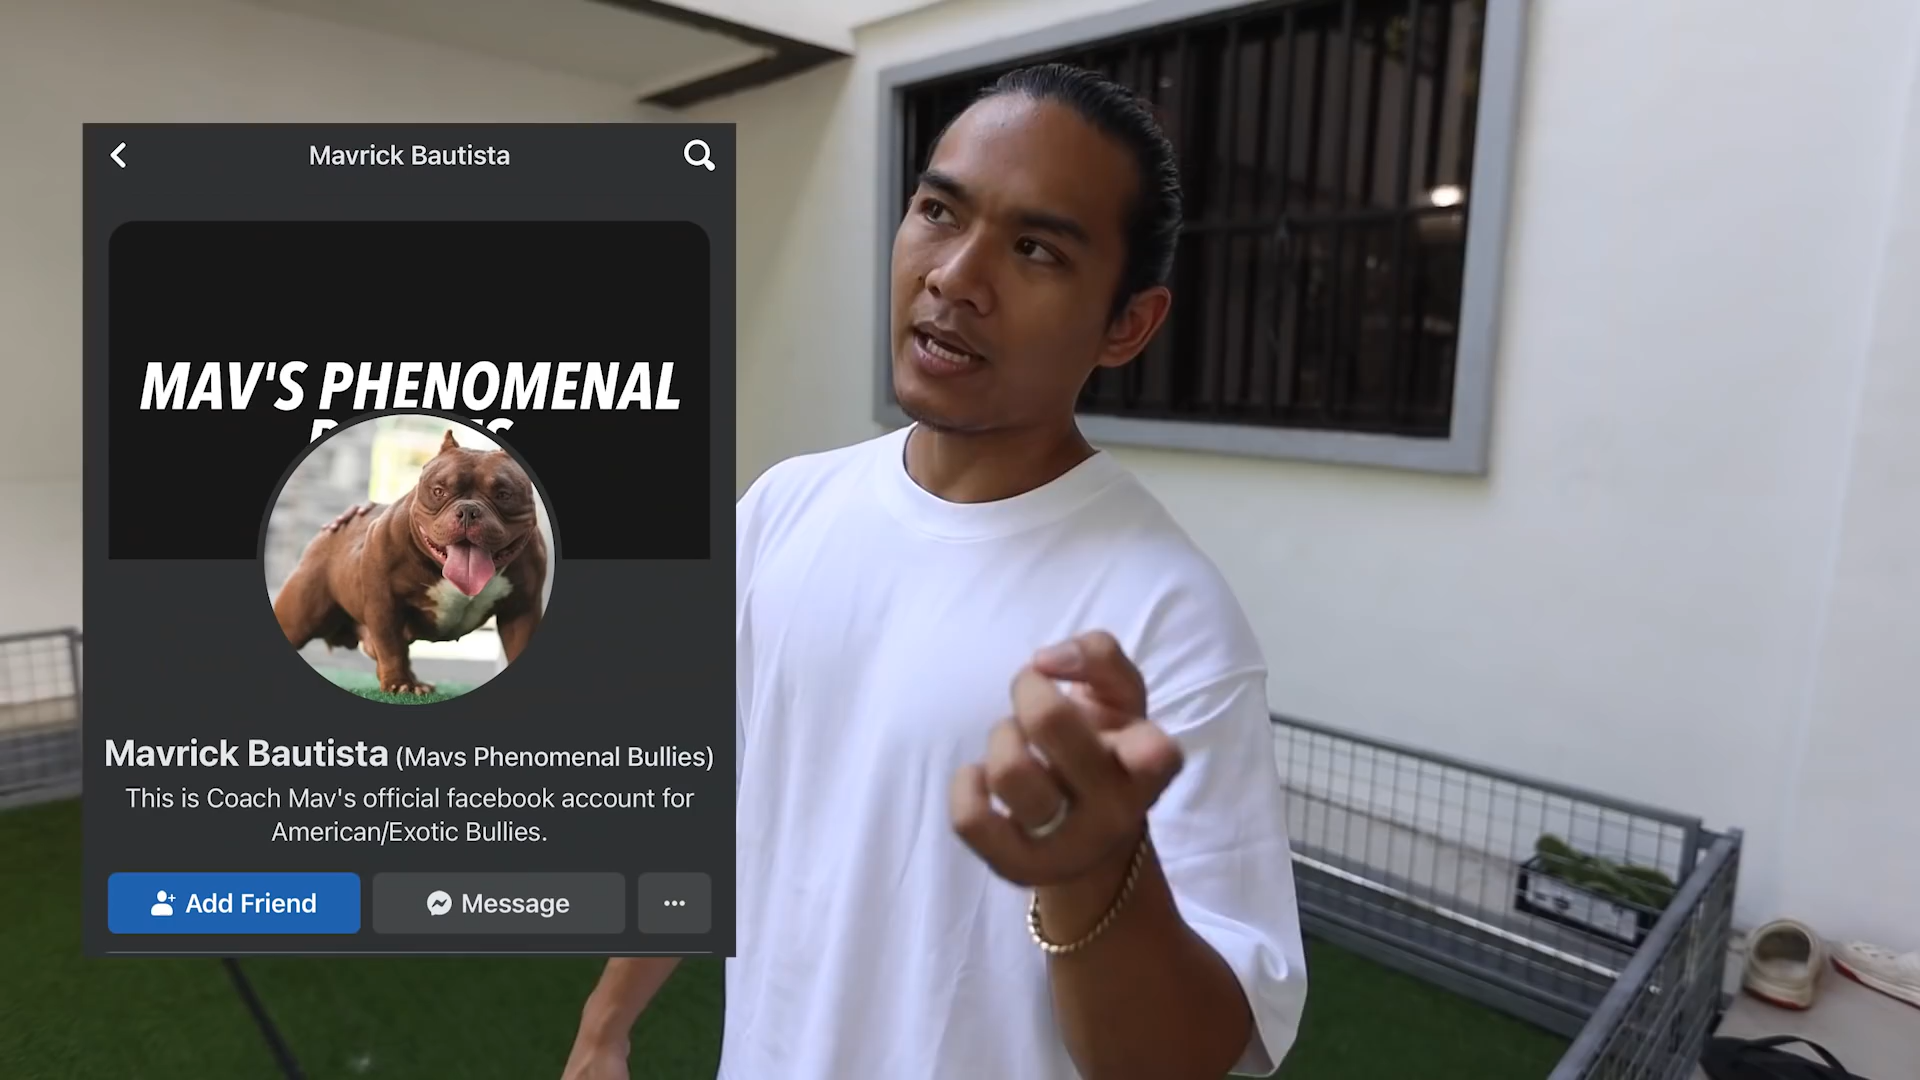 Mavrick Bautista
MAV'S PHENOMENAL
Mavrick Bautista (Mavs Phenomenal Bullies)
This is Coach Mav's official facebook account for
American/Exotic Bullies.
Add Friend
Message